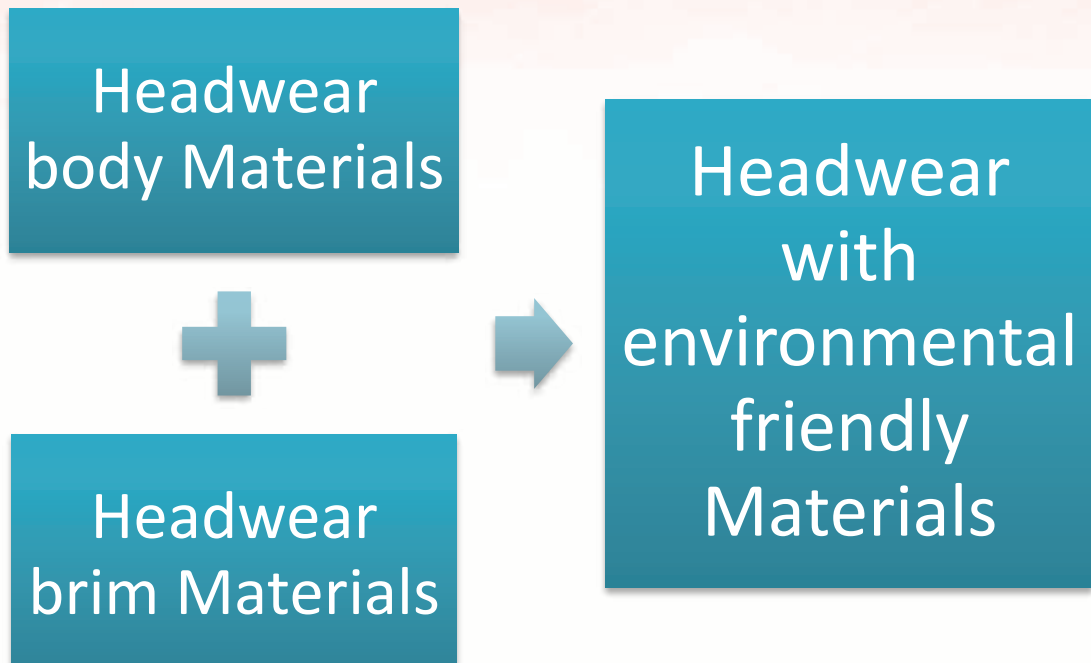 Headwear
body Materials
Headwear
brim Materials
Headwear
with
environmental
friendly
Materials